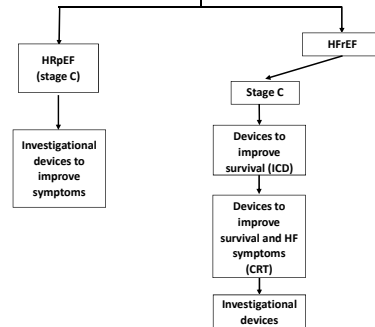 HRpEF
(stage C)
Investigational
devices to
improve
symptoms
HFrEF
Stage C
Devices to
improve
survival (ICD)
Devices to
improve
survival and HF
symptoms
(CRT)
Investigational
devices